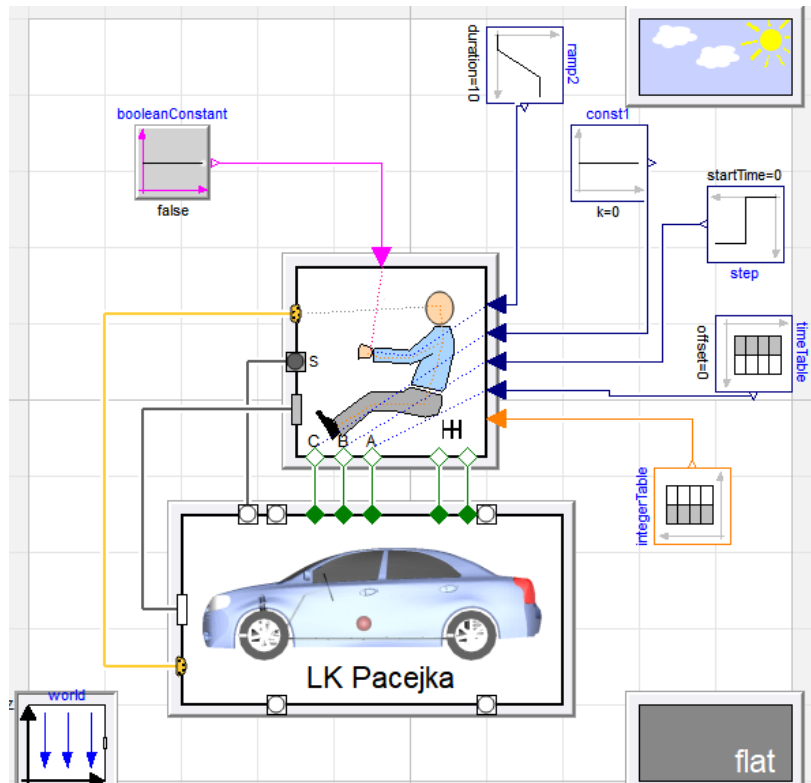 duration=10
ramp2
booleanConstant
false
const1
k=0
startTime=0
step
offset=0
timeTable
S
C B A
integerTable
LK Pacejka
world
z
flat